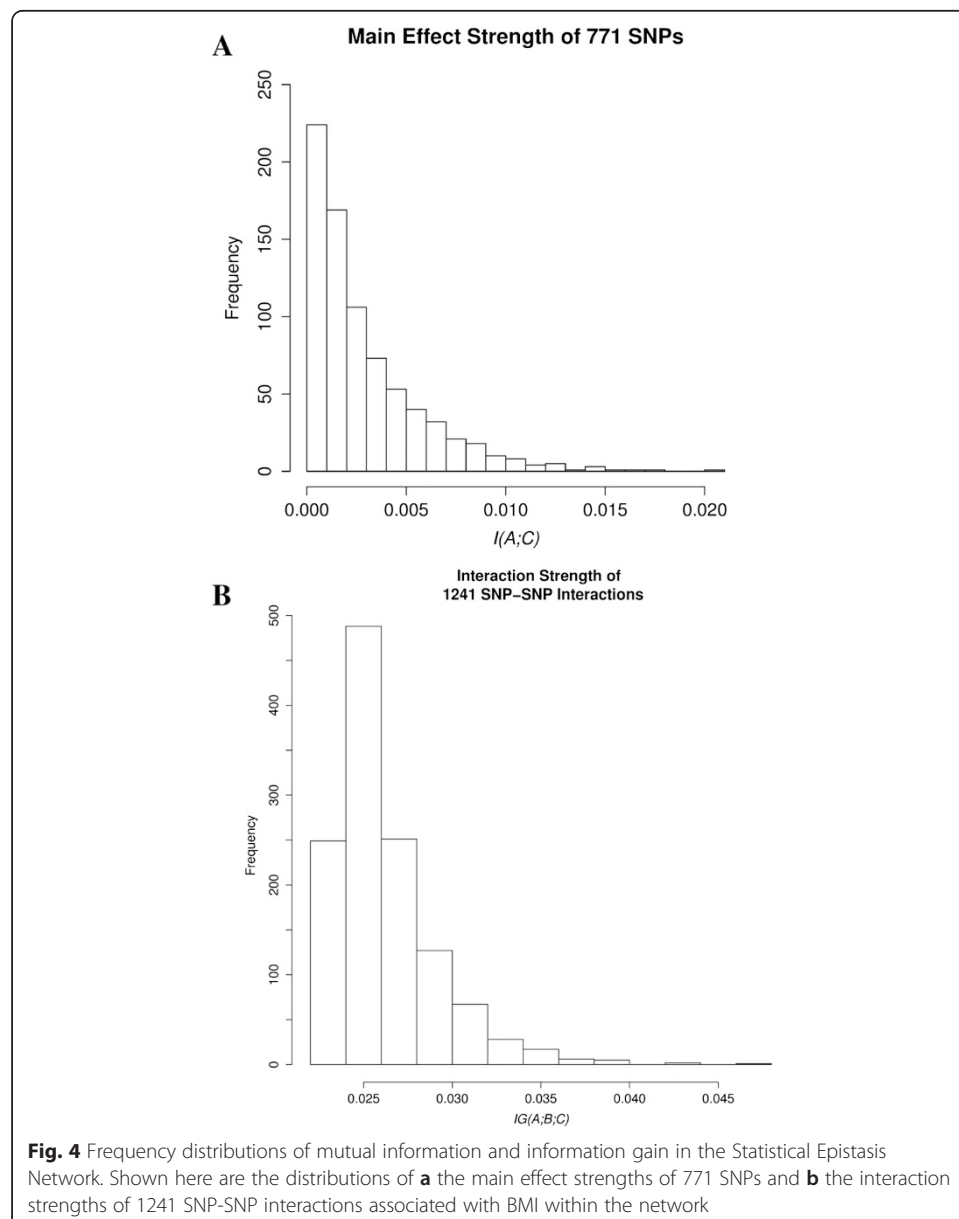 A
Main Effect Strength of 771 SNPs
250
200
150
100
50
0
Frequency
0.000 0.005 0.010 0.015 0.020
I(A;C)
B
Interaction Strength of
1241 SNP–SNP Interactions
500
400
300
200
100
0
Frequency
0.025 0.030 0.035 0.040 0.045
IG(A;B;C)
Fig. 4 Frequency distributions of mutual information and information gain in the Statistical Epistasis
Network. Shown here are the distributions of a the main effect strengths of 771 SNPs and b the interaction
strengths of 1241 SNP-SNP interactions associated with BMI within the network